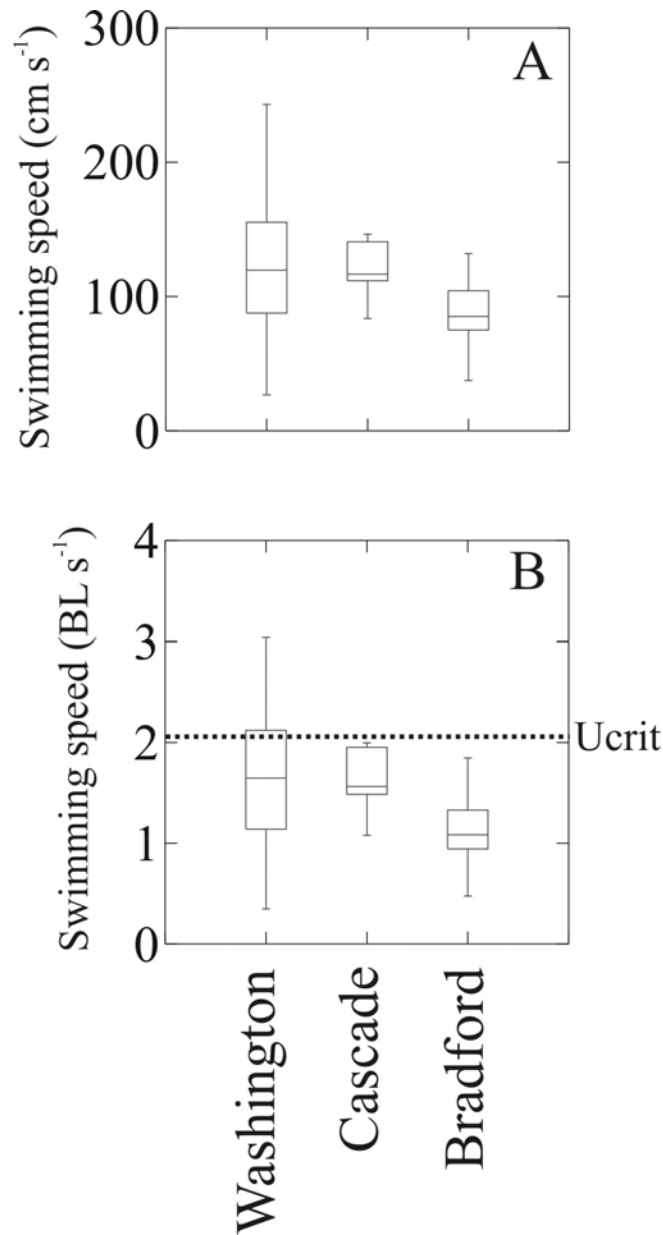 300
200
100
0
Swimming speed (cm s⁻¹)
A
4
3
2
1
0
Swimming speed (BL s⁻¹)
B
Ucrit
Washington
Cascade
Bradford